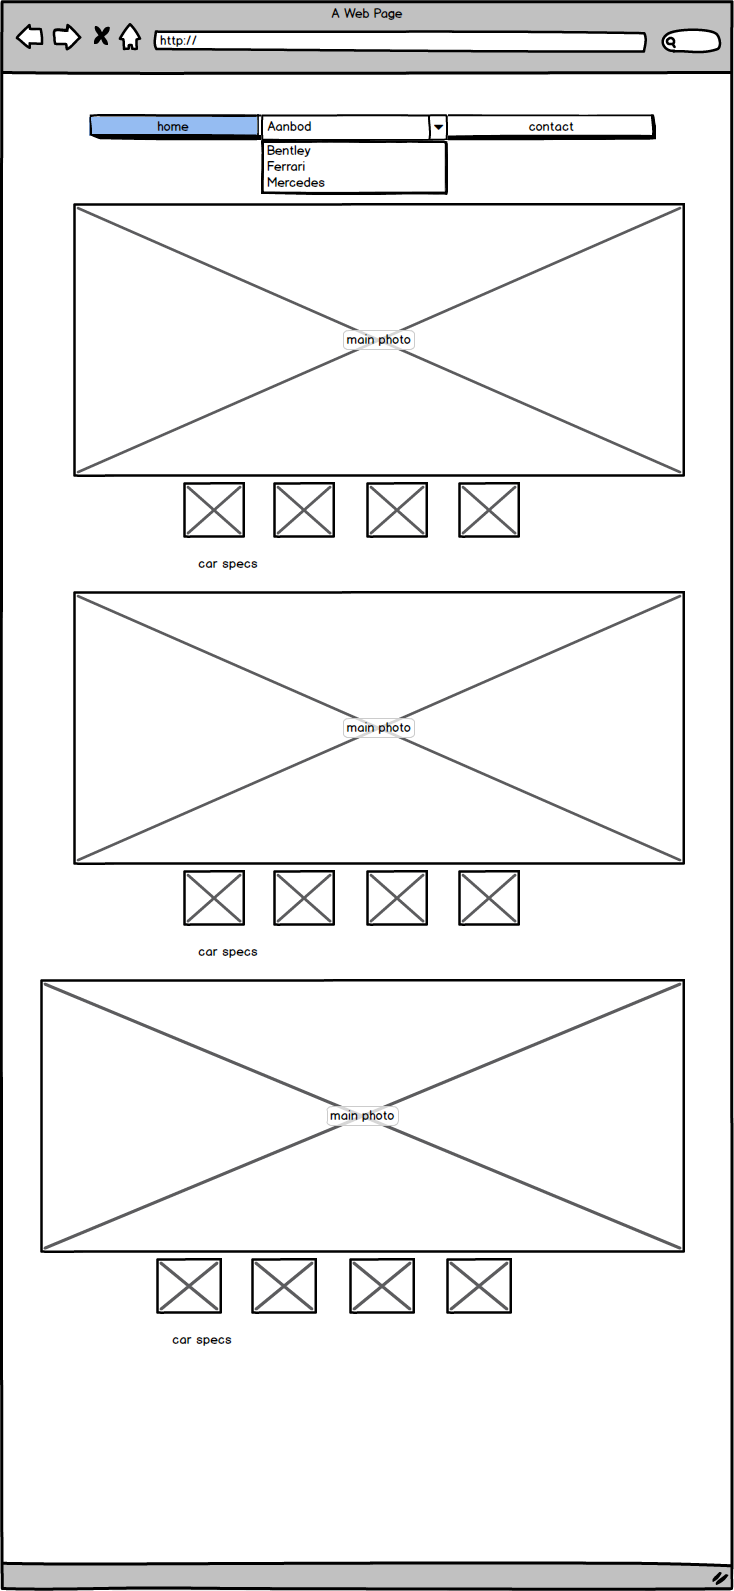 A Web Page
http://
home
Aanbod
contact
Bentley
Ferrari
Mercedes
main photo
car specs
main photo
car specs
main photo
car specs